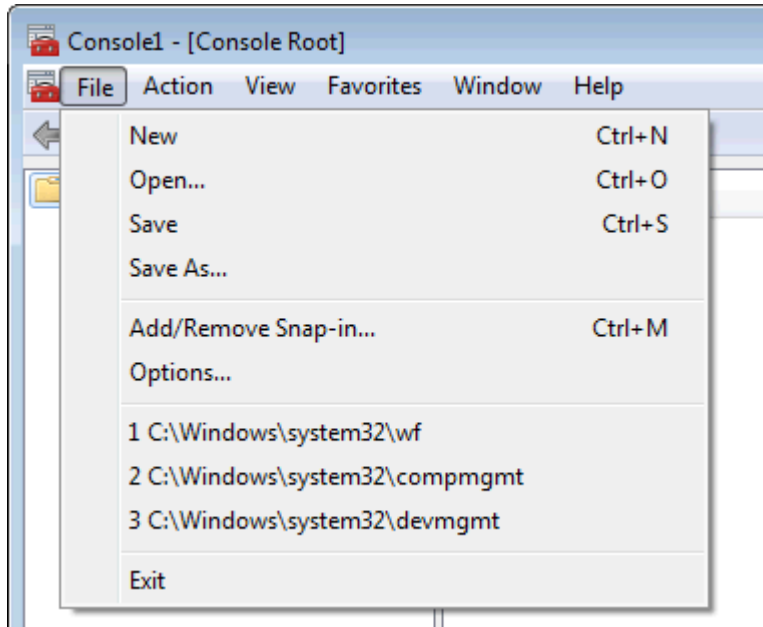 Console1 - [Console Root]
File Action View Favorites Window Help
New Ctrl+N
Open... Ctrl+O
Save Ctrl+S
Save As...
Add/Remove Snap-in... Ctrl+M
Options...
1 C:\Windows\system32\wf
2 C:\Windows\system32\compmgmt
3 C:\Windows\system32\devmgmt
Exit